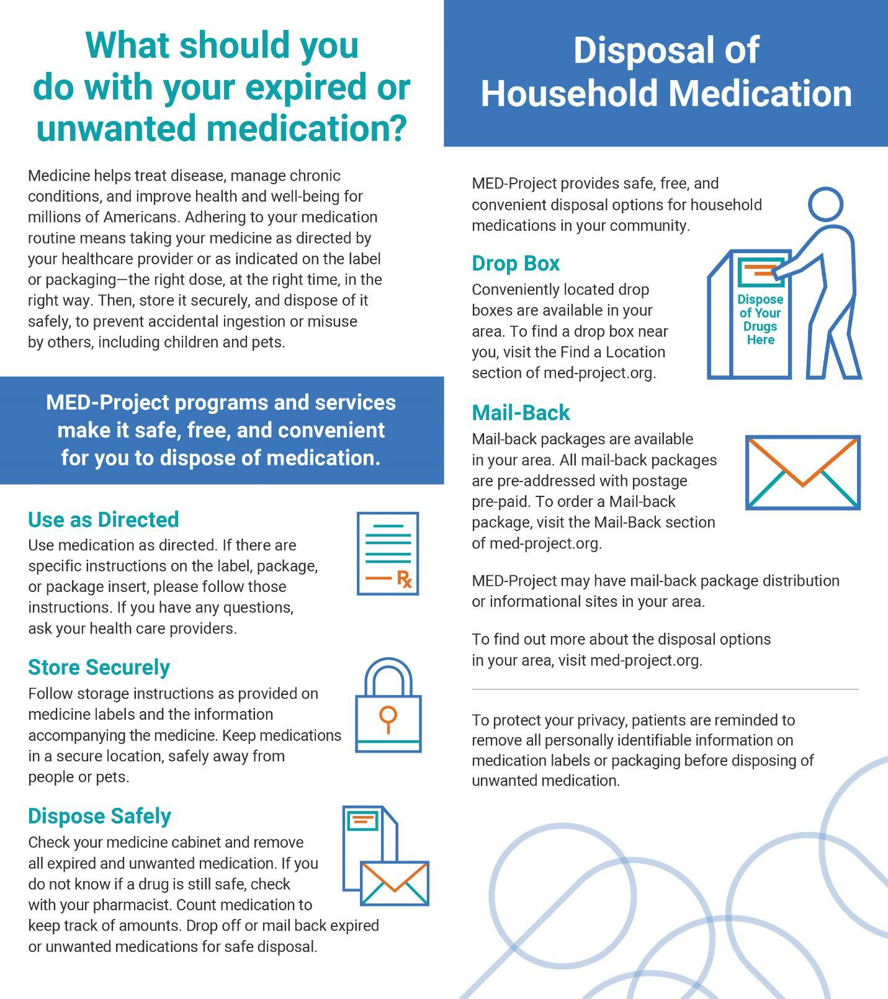 What should you
do with your expired or
unwanted medication?
Medicine helps treat disease, manage chronic
conditions, and improve health and well-being for
millions of Americans. Adhering to your medication
routine means taking your medicine as directed by
your healthcare provider or as indicated on the label
or packaging—the right dose, at the right time, in the
right way. Then, store it securely, and dispose of it
safely, to prevent accidental ingestion or misuse
by others, including children and pets.
MED-Project programs and services
make it safe, free, and convenient
for you to dispose of medication.
Use as Directed
Use medication as directed. If there are
specific instructions on the label, package,
or package insert, please follow those
instructions. If you have any questions,
ask your health care providers.
Rx
Store Securely
Follow storage instructions as provided on
medicine labels and the information
accompanying the medicine. Keep medications
in a secure location, safely away from
people or pets.
Dispose Safely
Check your medicine cabinet and remove
all expired and unwanted medication. If you
do not know if a drug is still safe, check
with your pharmacist. Count medication to
keep track of amounts. Drop off or mail back expired
or unwanted medications for safe disposal.
Disposal of
Household Medication
MED-Project provides safe, free, and
convenient disposal options for household
medications in your community.
Drop Box
Conveniently located drop
boxes are available in your
area. To find a drop box near
you, visit the Find a Location
section of med-project.org.
Dispose
of Your
Drugs
Here
Mail-Back
Mail-back packages are available
in your area. All mail-back packages
are pre-addressed with postage
pre-paid. To order a Mail-back
package, visit the Mail-Back section
of med-project.org.
MED-Project may have mail-back package distribution
or informational sites in your area.
To find out more about the disposal options
in your area, visit med-project.org.
To protect your privacy, patients are reminded to
remove all personally identifiable information on
medication labels or packaging before disposing of
unwanted medication.